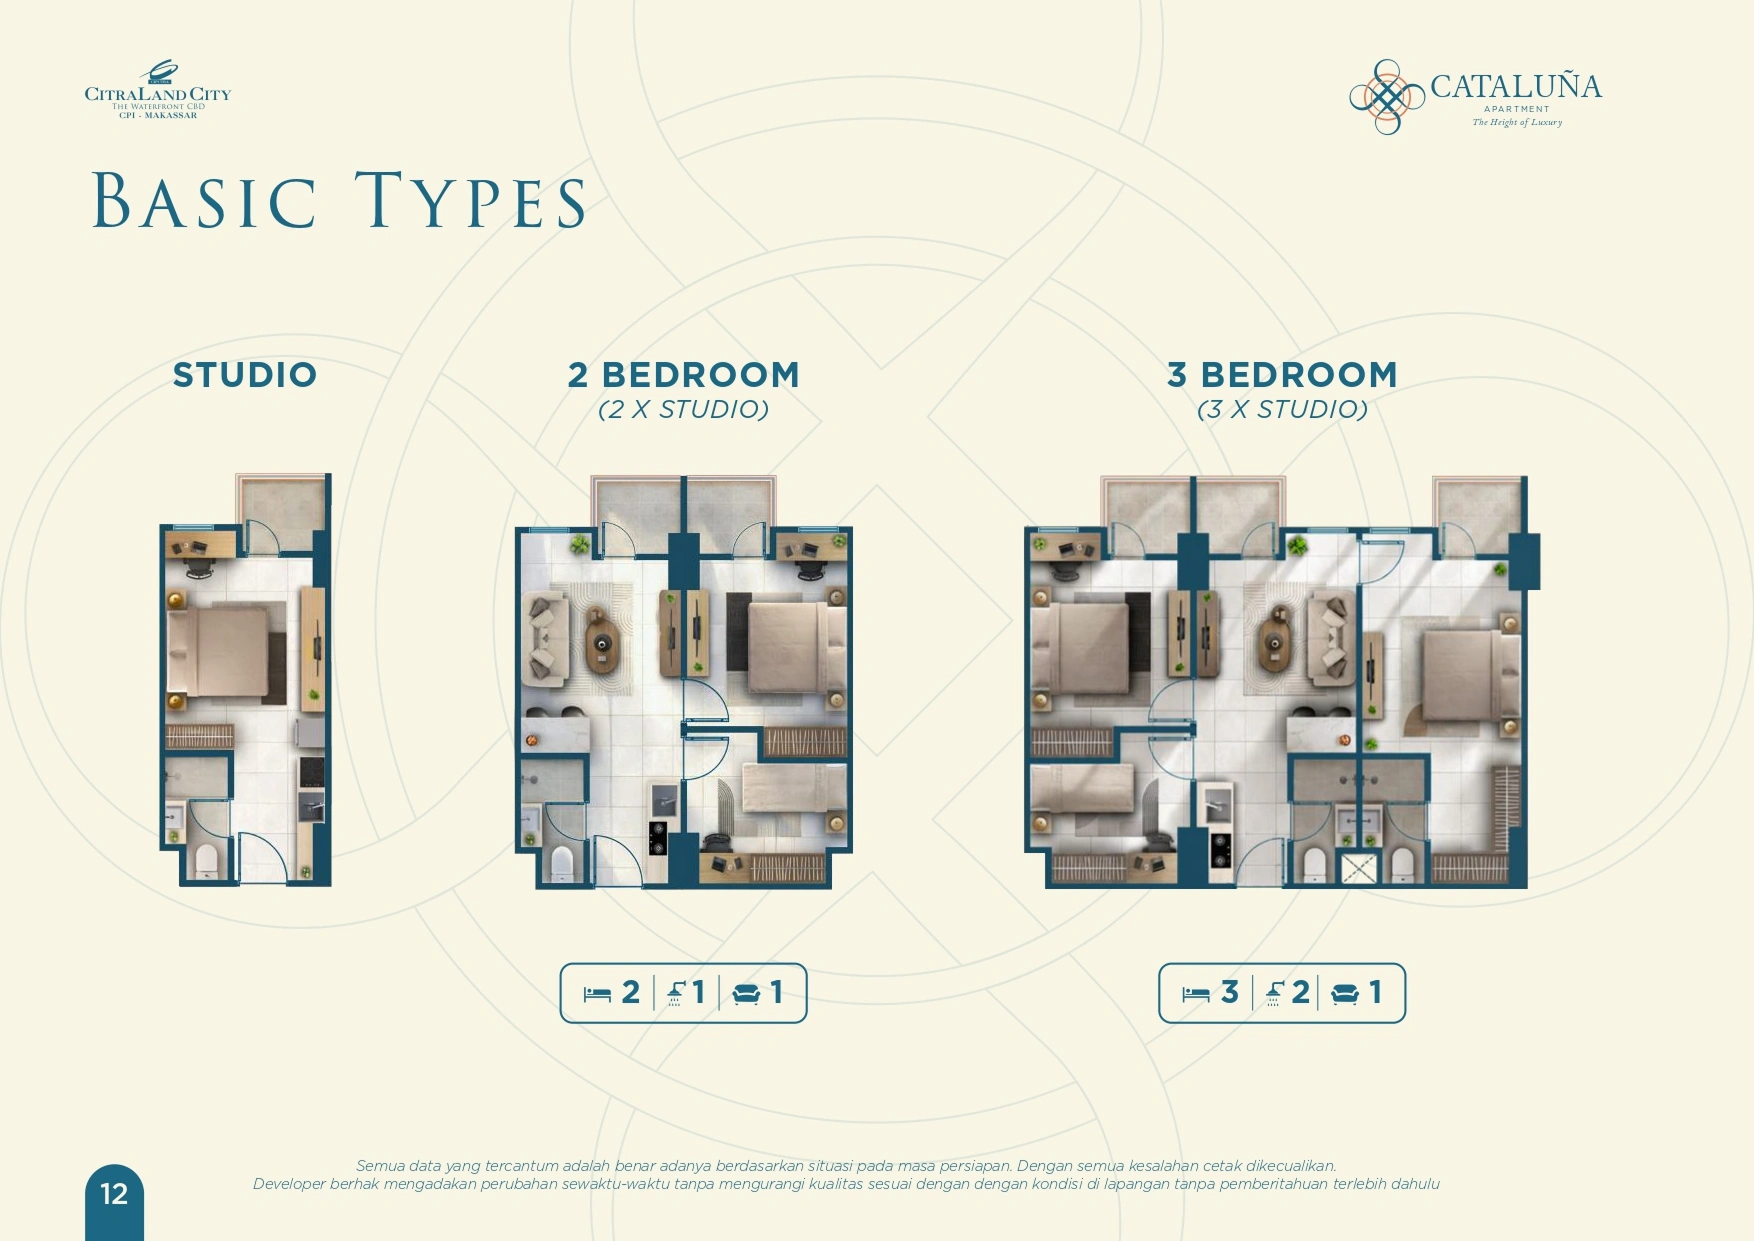 CITRALAND CITY
THE WATERFRONT CBD
CPI - MAKASSAR
CATALUÑA
APARTMENT
The Height of Luxury
BASIC TYPES
STUDIO
2 BEDROOM
(2 X STUDIO)
3 BEDROOM
(3 X STUDIO)
2 1 1
3 2 1
Semua data yang tercantum adalah benar adanya berdasarkan situasi pada masa persiapan. Dengan semua kesalahan cetak dikecualikan.
Developer berhak mengadakan perubahan sewaktu-waktu tanpa mengurangi kualitas sesuai dengan dengan kondisi di lapangan tanpa pemberitahuan terlebih dahulu
12